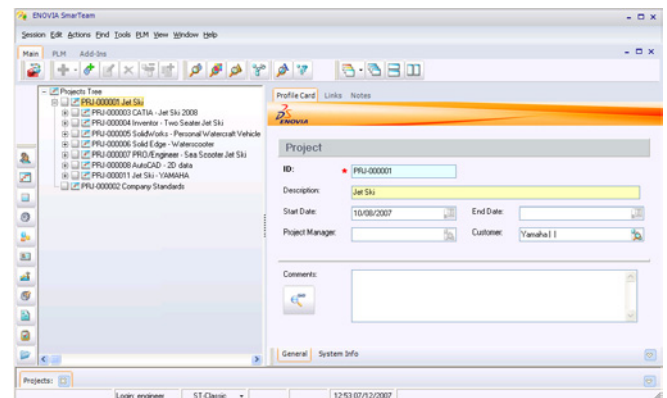 ENOVIA SmarTeam
Session Edit Actions Find Tools PLM View Window Help
Main PLM Add-Ins
Projects Tree
PRJ-000001 Jet Ski
PRJ-000003 CATIA - Jet Ski 2008
PRJ-000004 Inventor - Two Seater Jet Ski
PRJ-000005 SolidWorks - Personal Watercraft Vehicle
PRJ-000006 Solid Edge - Waterscooter
PRJ-000007 PRO/Engineer - Sea Scooter Jet Ski
PRJ-000008 AutoCAD - 2D data
PRJ-000011 Jet Ski - YAMAHA
PRJ-000002 Company Standards
Profile Card Links Notes
ENOVIA
Project
ID: * PRJ-000001
Description: Jet Ski
Start Date: 10/08/2007 End Date:
Project Manager: Customer: Yamaha
Comments:
General System Info
Projects:
Login: engineer ST-Classic 12:53 07/12/2007